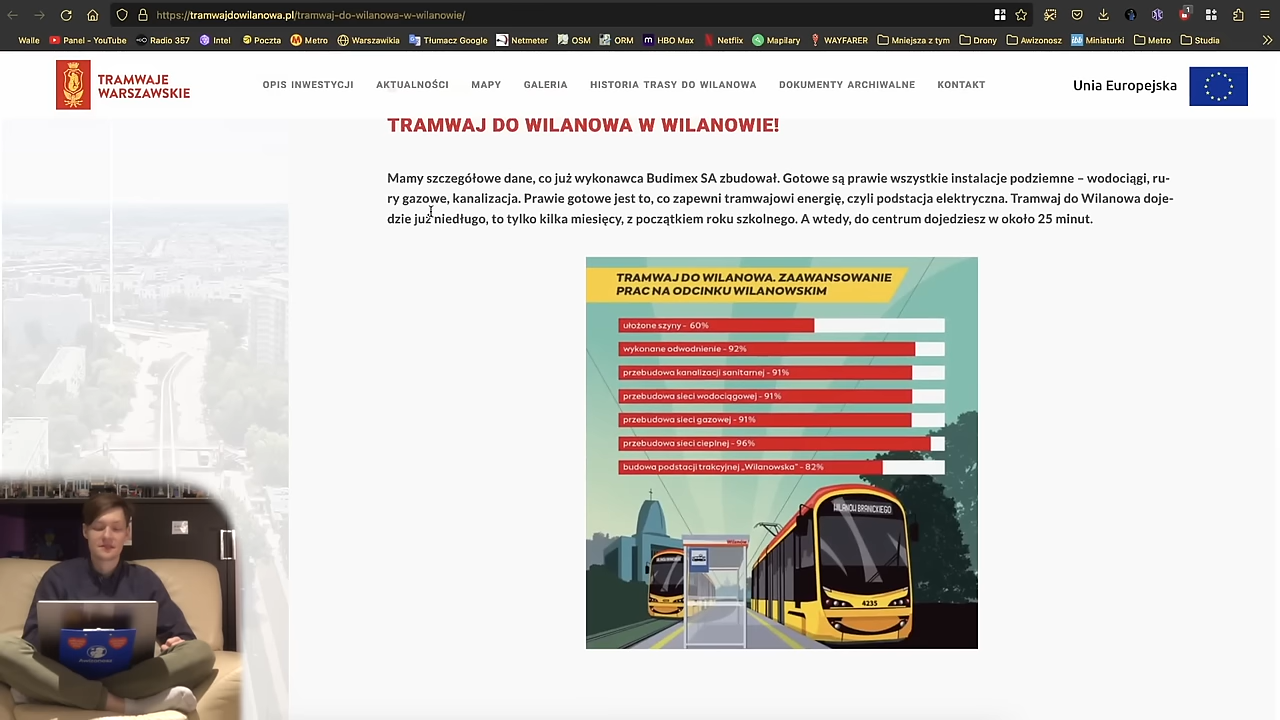 https://tramwajdowilanowa.pl/tramwaj-do-wilanowa-w-wilanowie/
Walle
Panel - YouTube
Radio 357
Intel
Poczta
Metro
Warszawikia
Tłumacz Google
Netmeter
OSM
ORM
HBO Max
Netflix
Mapilary
WAYFARER
Mniejsza z tym
Drony
Awizonosz
Miniaturki
Metro
Studia
TRAMWAJE
WARSZAWSKIE
OPIS INWESTYCJI
AKTUALNOŚCI
MAPY
GALERIA
HISTORIA TRASY DO WILANOWA
DOKUMENTY ARCHIWALNE
KONTAKT
Unia Europejska
TRAMWAJ DO WILANOWA W WILANOWIE!
Mamy szczegółowe dane, co już wykonawca Budimex SA zbudował. Gotowe są prawie wszystkie instalacje podziemne – wodociągi, ru-
ry gazowe, kanalizacja. Prawie gotowe jest to, co zapewni tramwajowi energię, czyli podstacja elektryczna. Tramwaj do Wilanowa doje-
dzie już niedługo, to tylko kilka miesięcy, z początkiem roku szkolnego. A wtedy, do centrum dojedziesz w około 25 minut.
TRAMWAJ DO WILANOWA. ZAAWANSOWANIE
PRAC NA ODCINKU WILANOWSKIM
ułożone szyny - 60%
wykonane odwodnienie - 92%
przebudowa kanalizacji sanitarnej - 91%
przebudowa sieci wodociągowej - 91%
przebudowa sieci gazowej - 91%
przebudowa sieci cieplnej - 96%
budowa podstacji trakcyjnej „Wilanowska” - 82%
WILANÓW BRANICKIEGO
Wilanów
4235